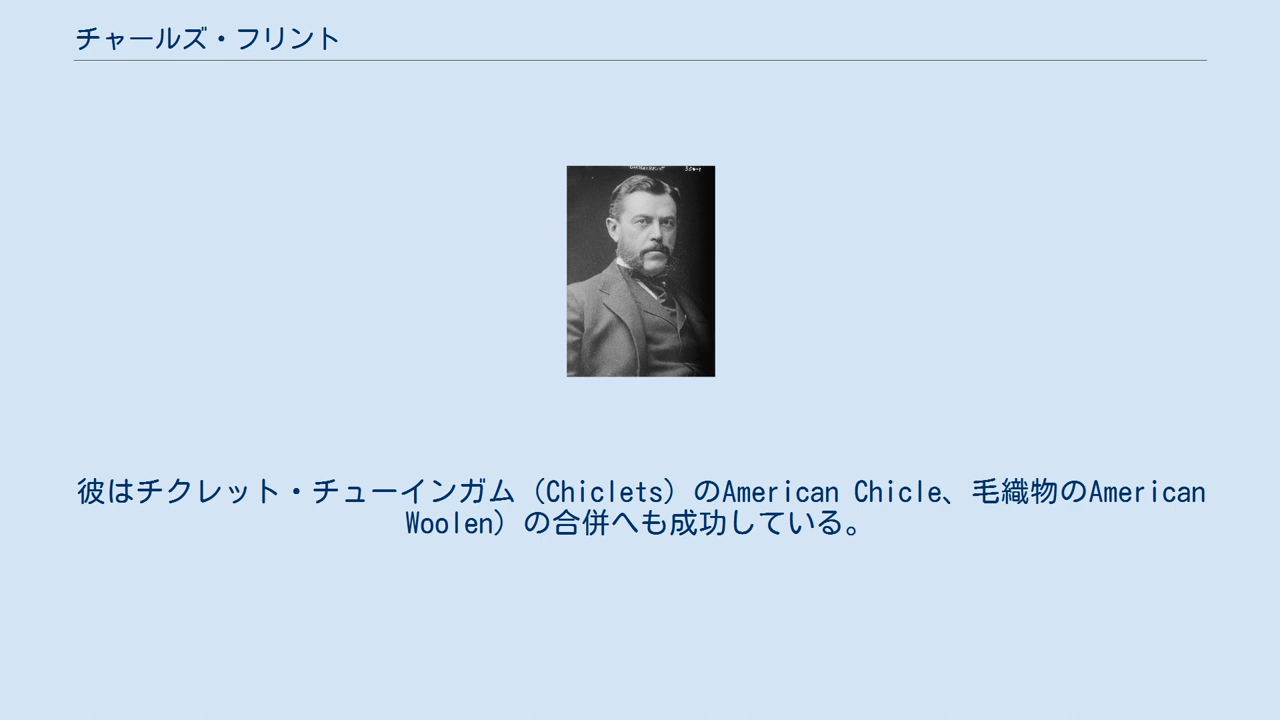 チャールズ・フリント
彼はチクレット・チューインガム（Chiclets）のAmerican Chicle、毛織物のAmerican
Woolen）の合併へも成功している。